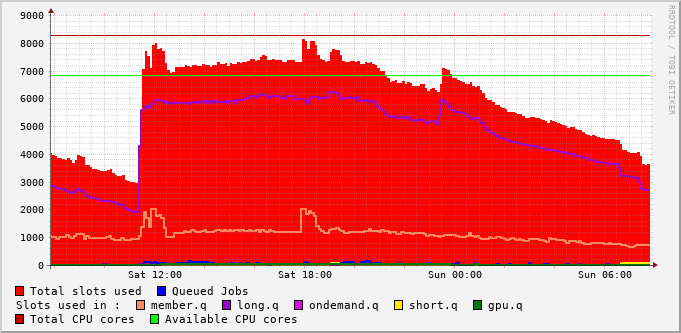 9000
8000
7000
6000
5000
4000
3000
2000
1000
0
Sat 12:00 Sat 18:00 Sun 00:00 Sun 06:00
RRDTOOL / TOBI OETIKER
Total slots used Queued Jobs
Slots used in : member.q long.q ondemand.q short.q gpu.q
Total CPU cores Available CPU cores